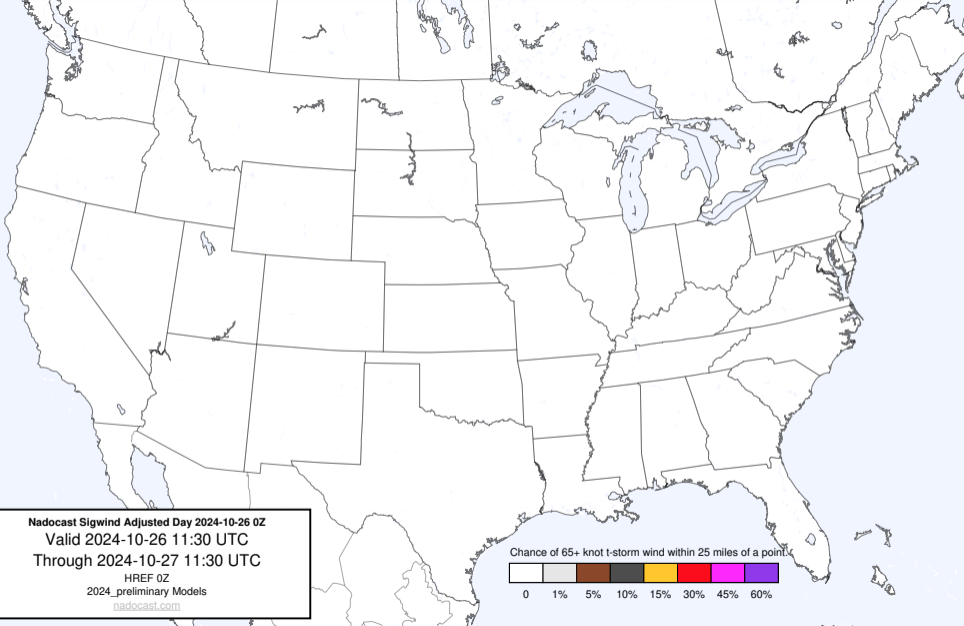 Nadocast Sigwind Adjusted Day 2024-10-26 0Z
Valid 2024-10-26 11:30 UTC
Through 2024-10-27 11:30 UTC
HREF 0Z
2024_preliminary Models
nadocast.com
Chance of 65+ knot t-storm wind within 25 miles of a point.
0 1% 5% 10% 15% 30% 45% 60%